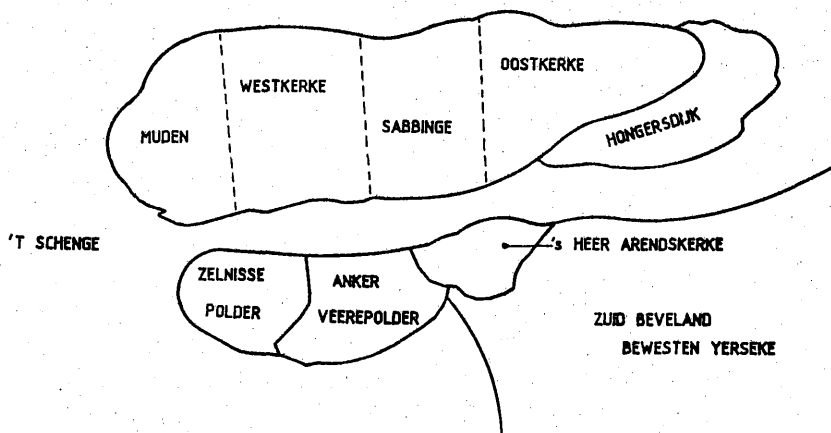 OOSTKERKE
WESTKERKE
SABBINGE
HONGERSDIJK
MUDEN
'T SCHENGE
's HEER ARENDSKERKE
ZELNISSE
POLDER
ANKER
VEEREPOLDER
ZUID BEVELAND
BEWESTEN YERSEKE